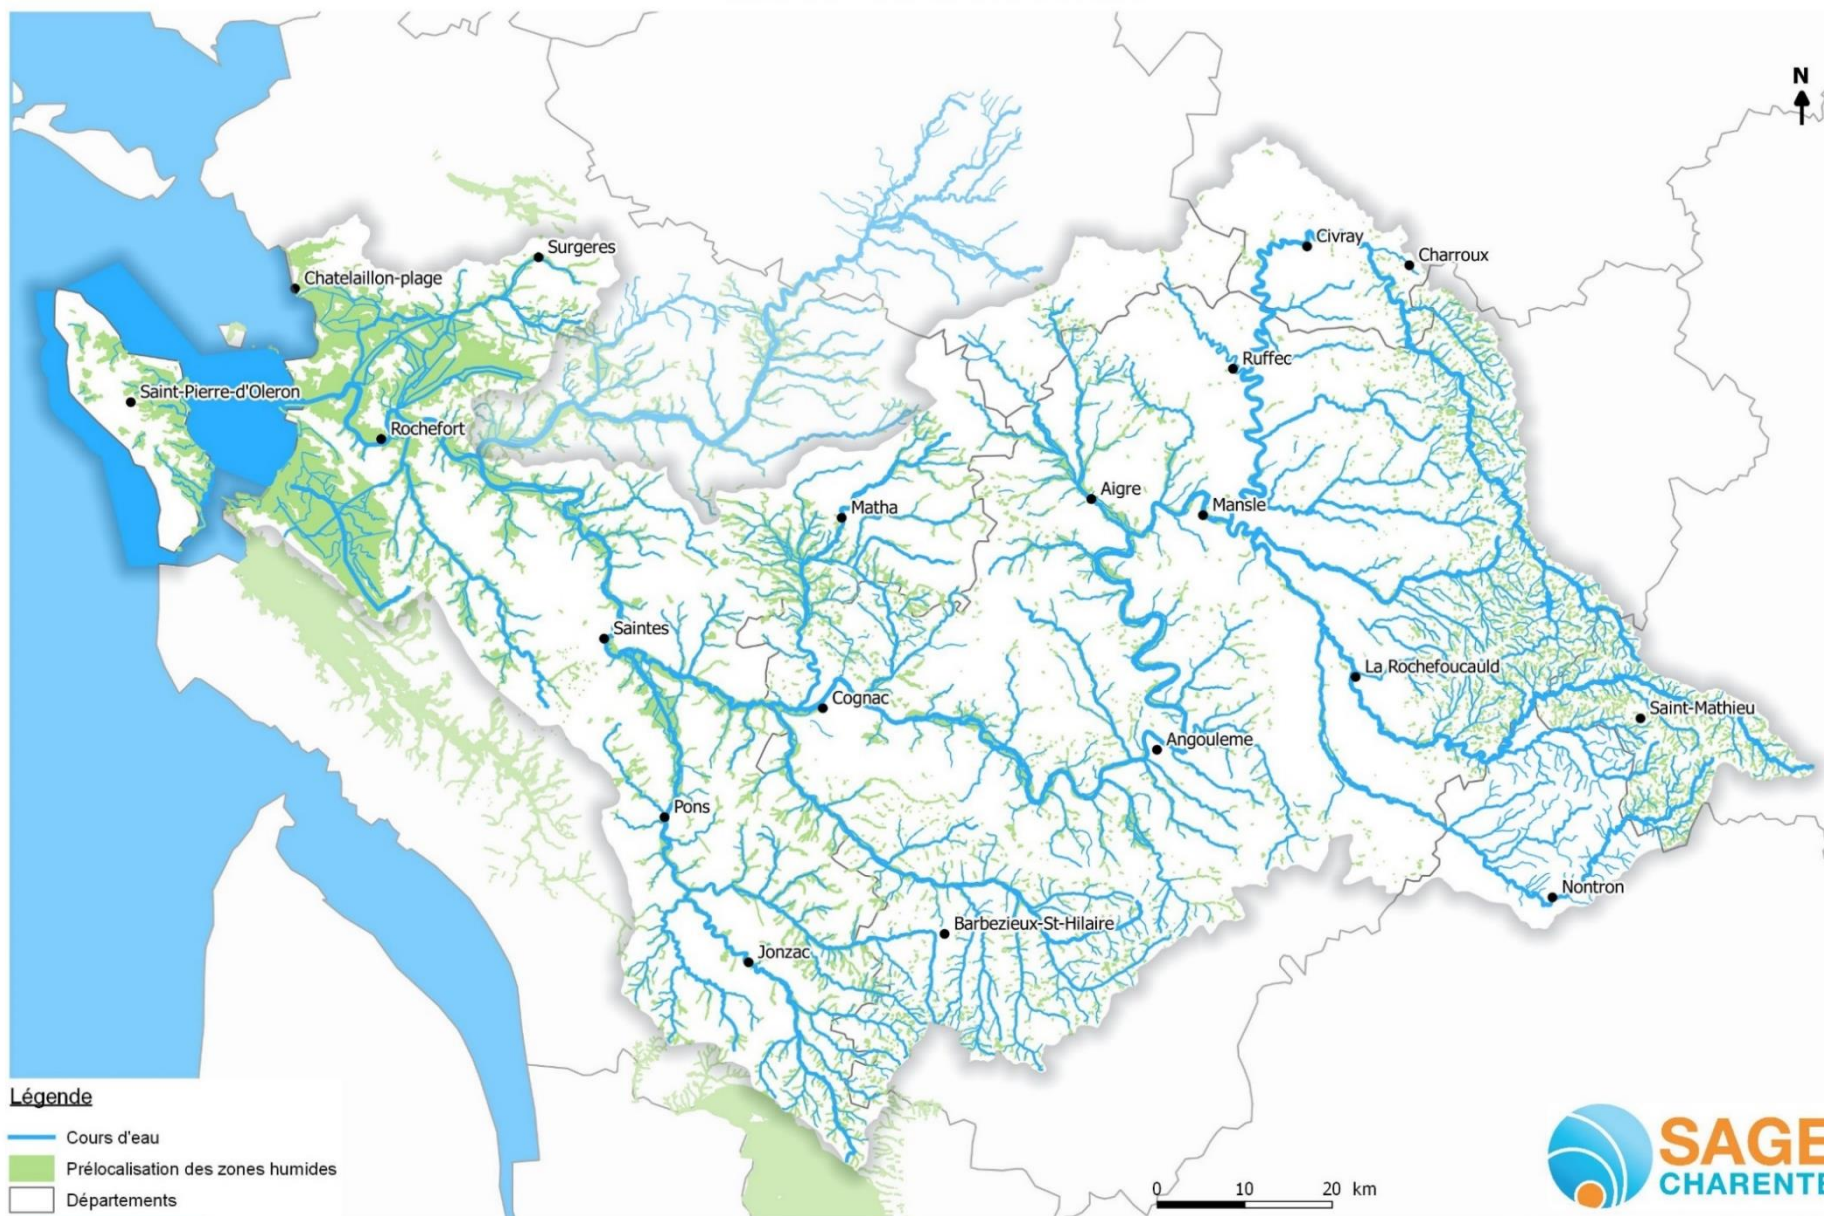 N
Civray
Charroux
Surgeres
Chatelaillon-plage
Ruffec
Saint-Pierre-d'Oleron
Rochefort
Aigre
Mansle
Matha
Saintes
La Rochefoucauld
Cognac
Saint-Mathieu
Angouleme
Pons
Nontron
Barbezieux-St-Hilaire
Jonzac
Légende
Cours d'eau
Prélocalisation des zones humides
Départements
0 10 20 km
SAGE
CHARENTE